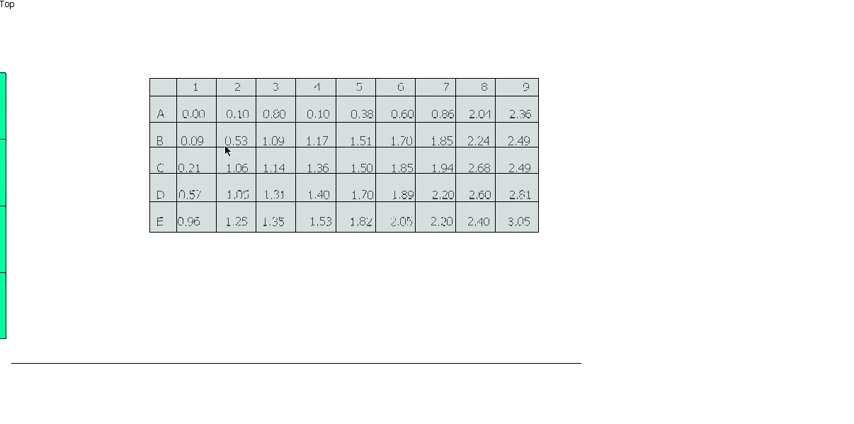 Top
1 2 3 4 5 6 7 8 9
A 0.00 0.10 0.80 0.10 0.38 0.60 0.86 2.04 2.36
B 0.09 0.53 1.09 1.17 1.51 1.70 1.85 2.24 2.49
C 0.21 1.06 1.14 1.36 1.50 1.85 1.94 2.68 2.49
D 0.57 1.05 1.31 1.40 1.70 1.89 2.20 2.60 2.81
E 0.96 1.25 1.35 1.53 1.82 2.05 2.20 2.40 3.05